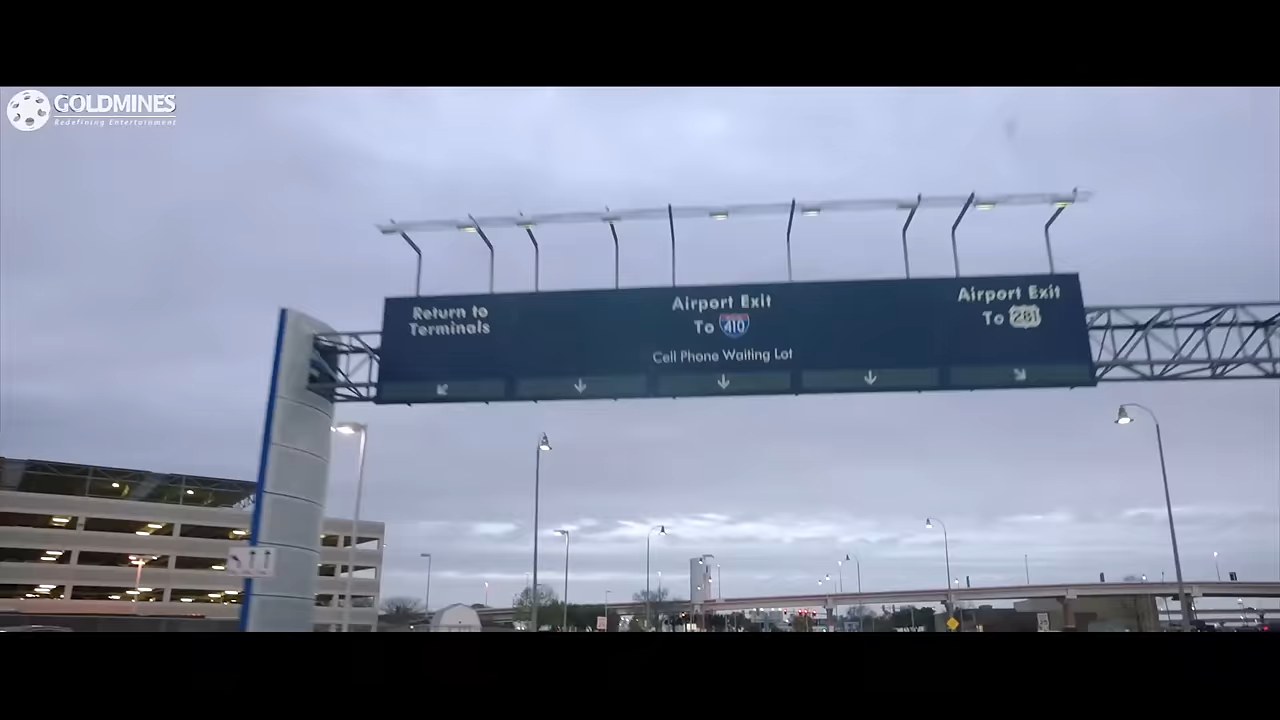 GOLDMINES
Redefining Entertainment
Return to
Terminals
Airport Exit
To 410
Cell Phone Waiting Lot
Airport Exit
To 281